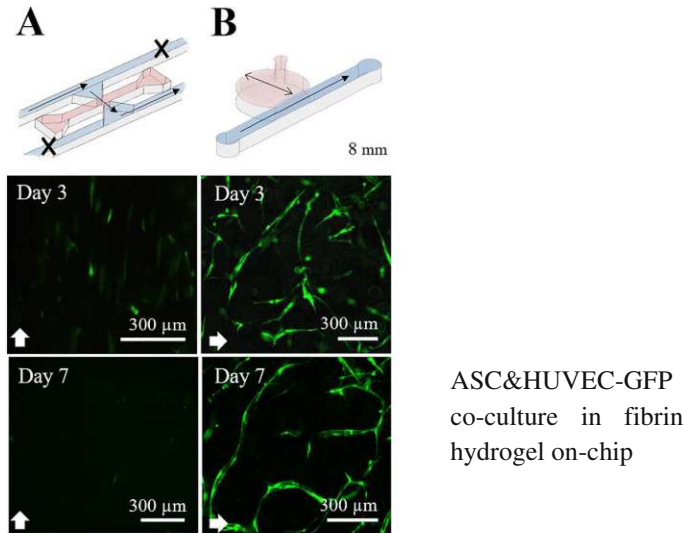 A B
X
X
8 mm
Day 3
Day 3
300 µm
300 µm
Day 7
Day 7
300 µm
300 µm
ASC&HUVEC-GFP
co-culture in fibrin
hydrogel on-chip